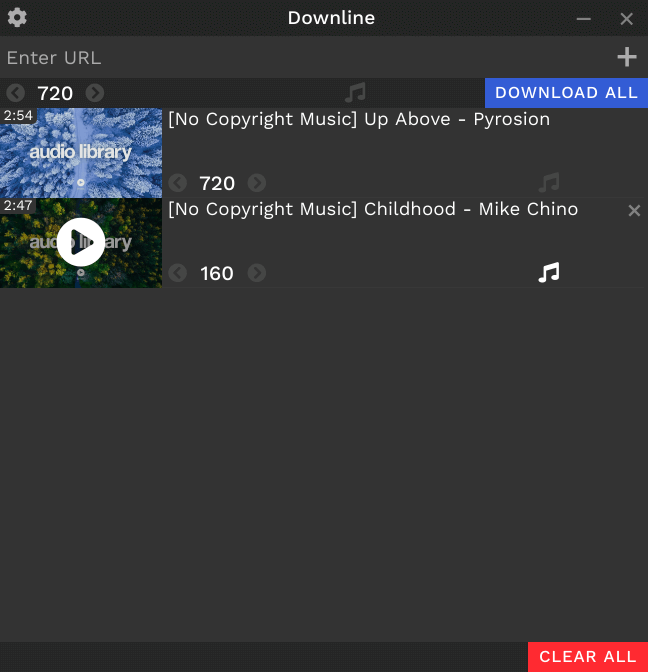 Downline
Enter URL
720
DOWNLOAD ALL
2:54
audio library
[No Copyright Music] Up Above - Pyrosion
720
2:47
audio library
[No Copyright Music] Childhood - Mike Chino
160
CLEAR ALL